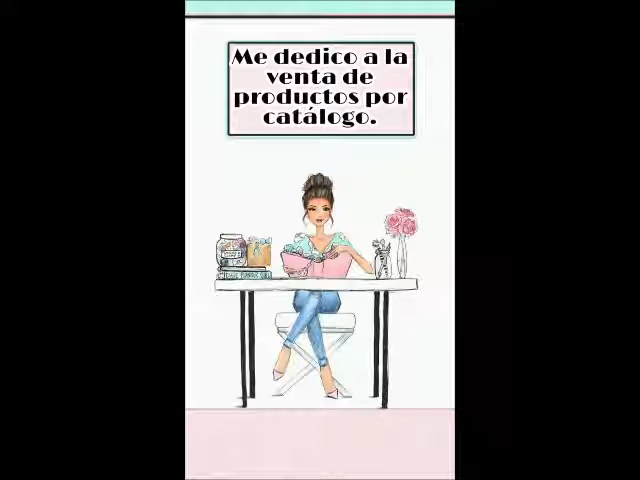 Me dedico a la
venta de
productos por
catálogo.